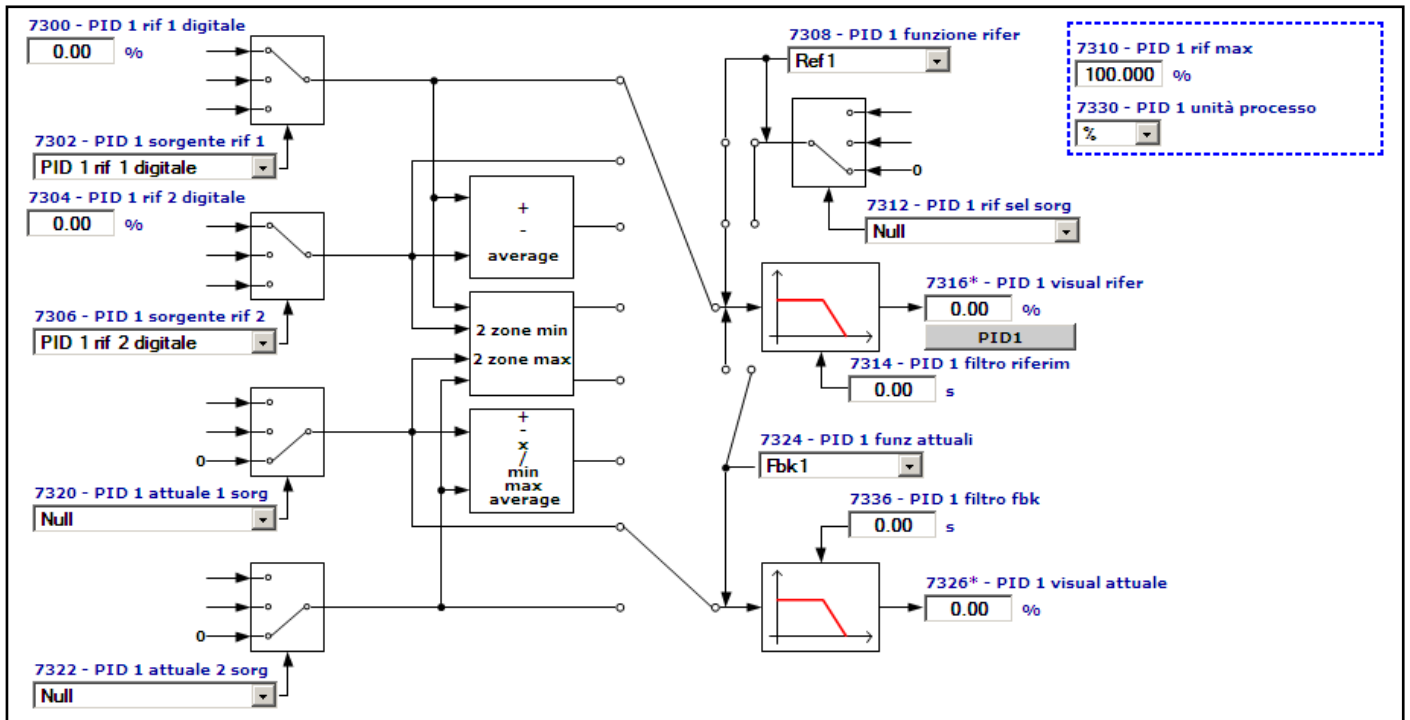 7300 - PID 1 rif 1 digitale
0.00 %
7302 - PID 1 sorgente rif 1
PID 1 rif 1 digitale
7304 - PID 1 rif 2 digitale
0.00 %
7306 - PID 1 sorgente rif 2
PID 1 rif 2 digitale
0
7320 - PID 1 attuale 1 sorg
Null
0
7322 - PID 1 attuale 2 sorg
Null
+
-
average
2 zone min
2 zone max
+
-
x
/
min
max
average
7308 - PID 1 funzione rifer
Ref 1
0
7312 - PID 1 rif sel sorg
Null
7316* - PID 1 visual rifer
0.00 %
PID1
7314 - PID 1 filtro riferim
0.00 s
7324 - PID 1 funz attuali
Fbk 1
7336 - PID 1 filtro fbk
0.00 s
7326* - PID 1 visual attuale
0.00 %
7310 - PID 1 rif max
100.000 %
7330 - PID 1 unità processo
%